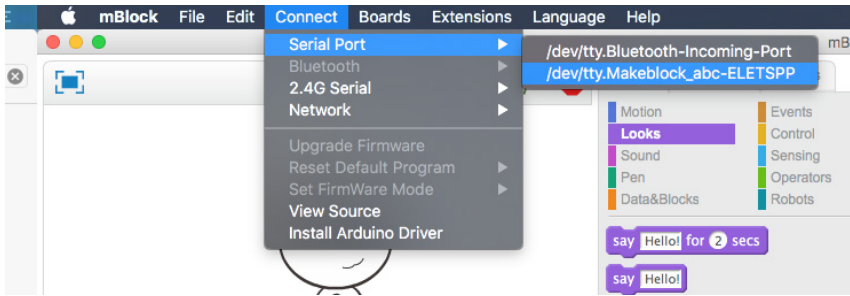 mBlock File Edit Connect Boards Extensions Language Help
Serial Port
Bluetooth
2.4G Serial
Network
Upgrade Firmware
Reset Default Program
Set FirmWare Mode
View Source
Install Arduino Driver
/dev/tty.Bluetooth-Incoming-Port
/dev/tty.Makeblock_abc-ELETSPP
mB
Motion Events
Looks Control
Sound Sensing
Pen Operators
Data&Blocks Robots
say Hello! for 2 secs
say Hello!